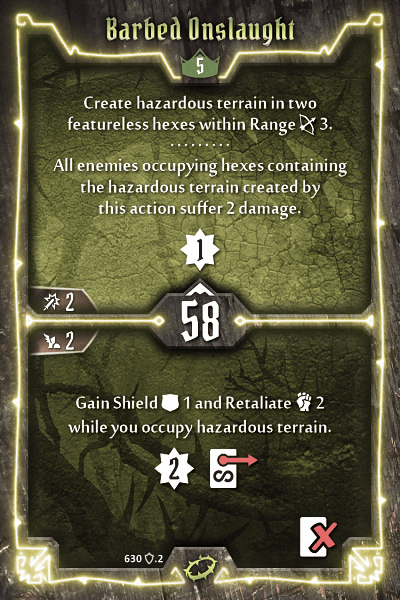 Barbed Onslaught
5
Create hazardous terrain in two
featureless hexes within Range 3.
All enemies occupying hexes containing
the hazardous terrain created by
this action suffer 2 damage.
1
2
58
2
Gain Shield 1 and Retaliate 2
while you occupy hazardous terrain.
2 S
630 .2